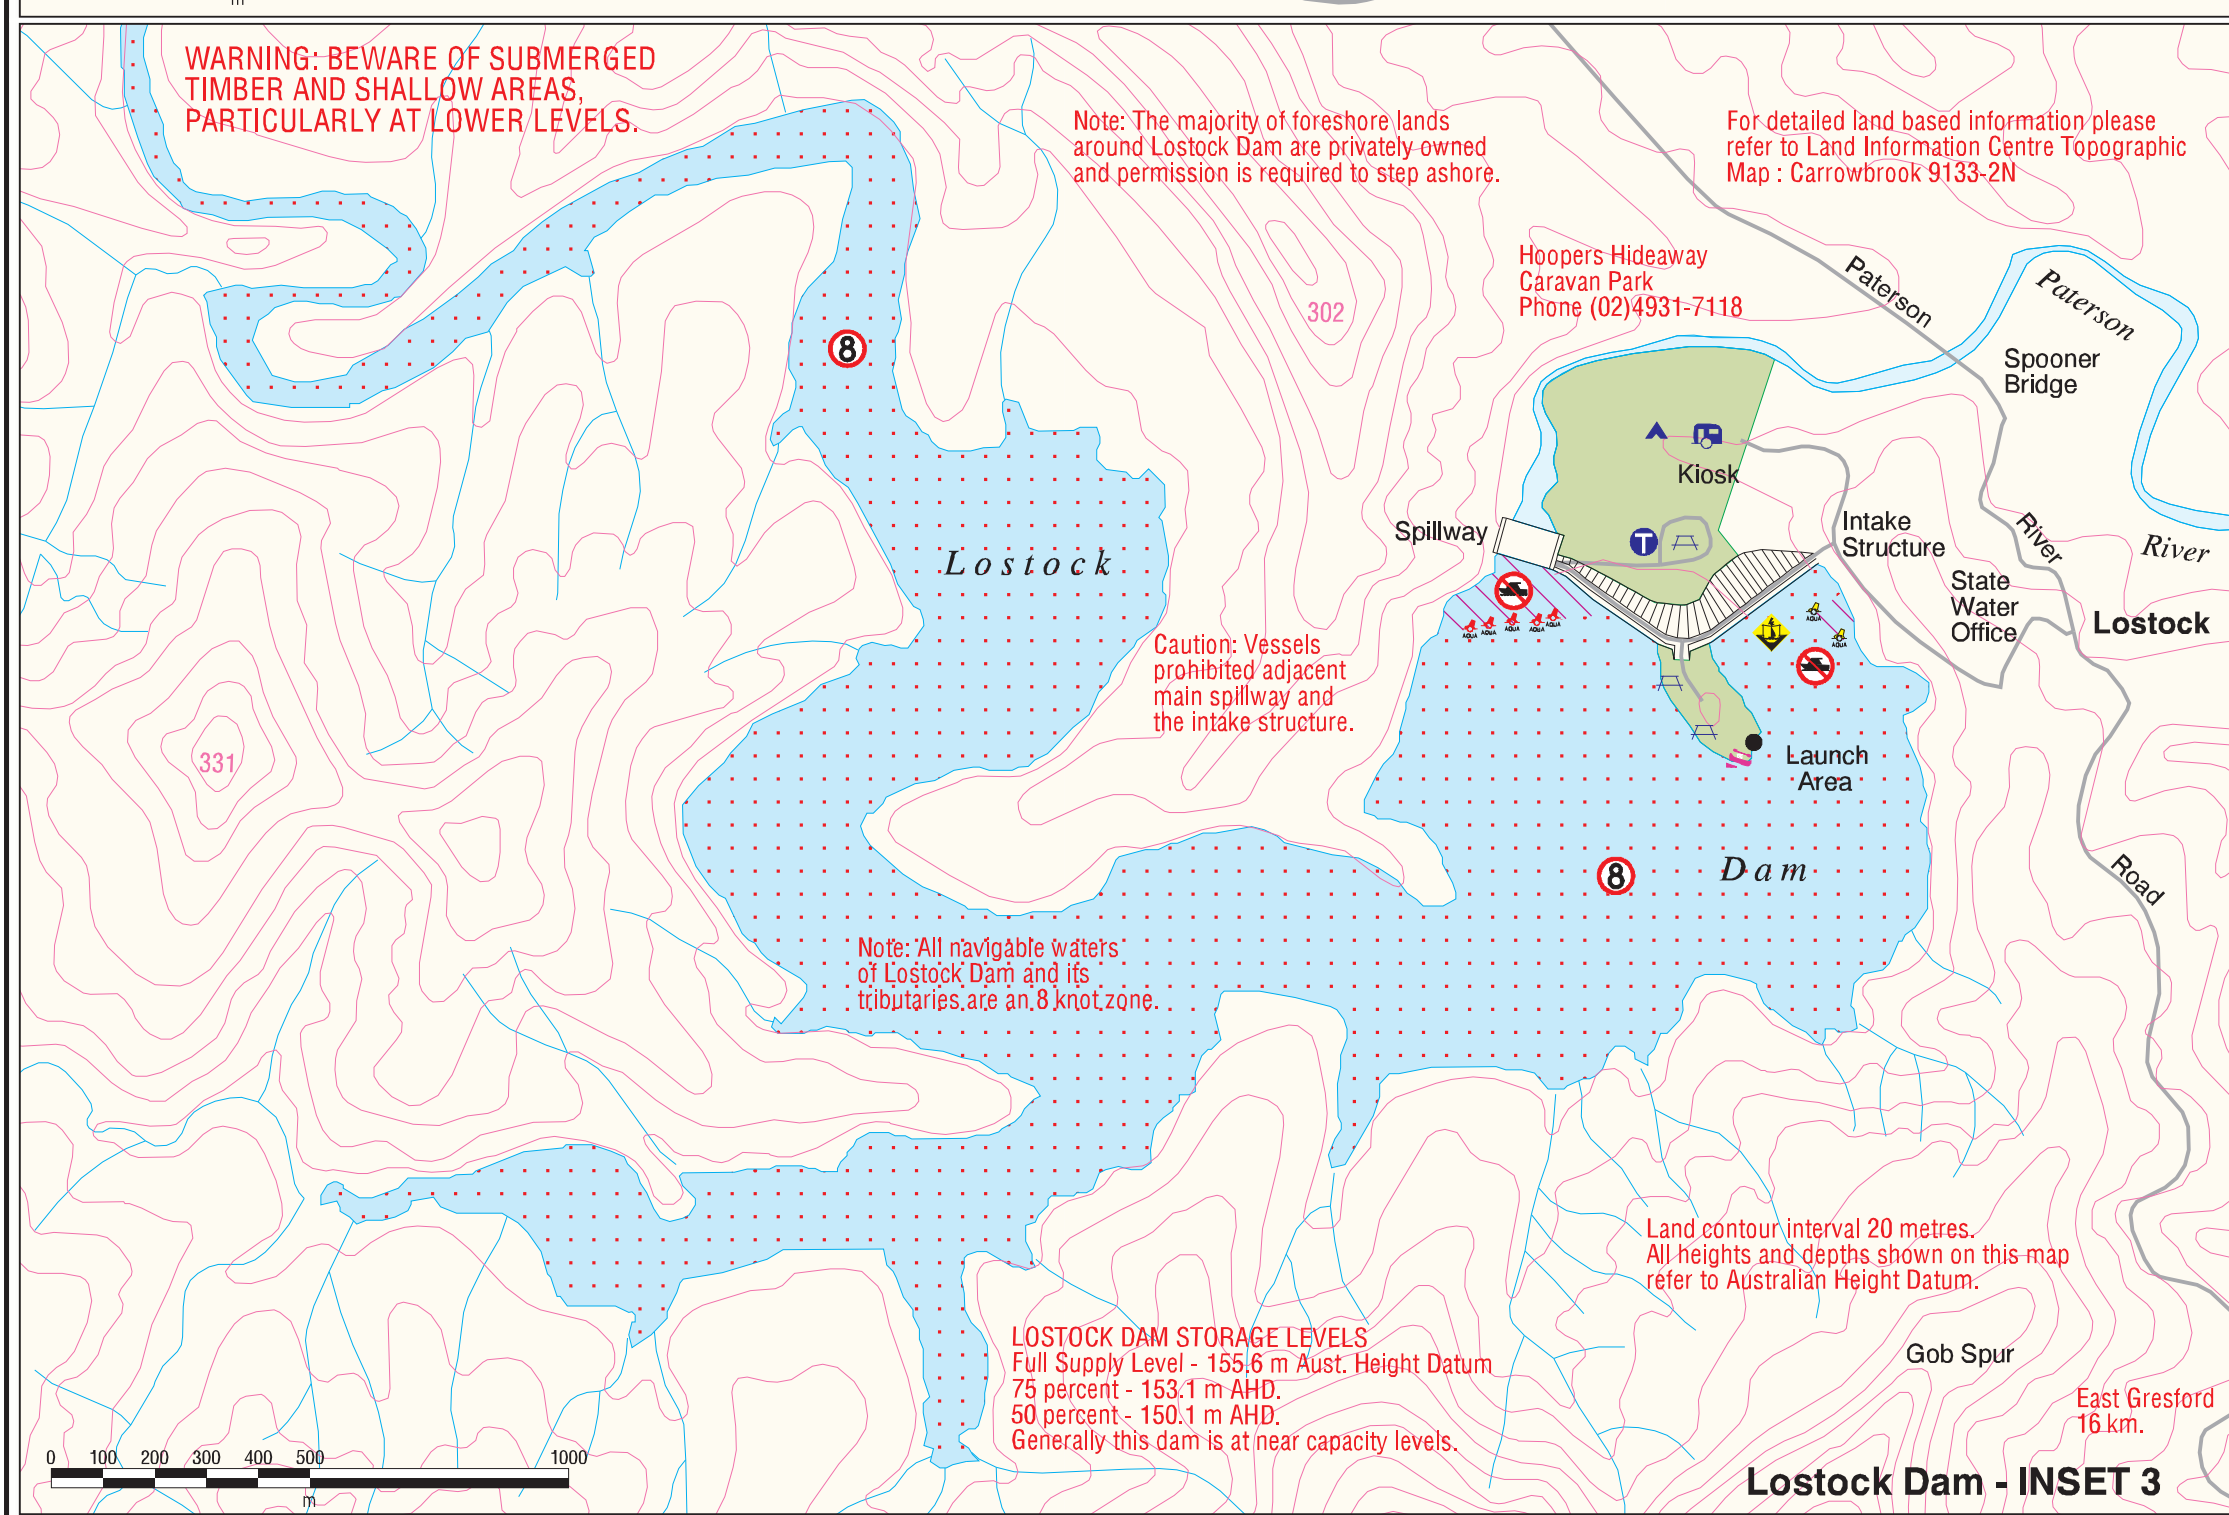 m
WARNING: BEWARE OF SUBMERGED
TIMBER AND SHALLOW AREAS,
PARTICULARLY AT LOWER LEVELS.
Note: The majority of foreshore lands
around Lostock Dam are privately owned
and permission is required to step ashore.
For detailed land based information please
refer to Land Information Centre Topographic
Map : Carrowbrook 9133-2N
Hoopers Hideaway
Caravan Park
Phone (02)4931-7118
Paterson
Paterson
302
8
Spooner
Bridge
Kiosk
Spillway
T
Intake
Structure
River
River
Lostock
State
Water
Office
Lostock
AQUA
AQUA
AQUA
AQUA
AQUA
AQUA
AQUA
Caution: Vessels
prohibited adjacent
main spillway and
the intake structure.
331
Launch
Area
8
Dam
Road
Note: All navigable waters
of Lostock Dam and its
tributaries are an 8 knot zone.
Land contour interval 20 metres.
All heights and depths shown on this map
refer to Australian Height Datum.
LOSTOCK DAM STORAGE LEVELS
Full Supply Level - 155.6 m Aust. Height Datum
75 percent - 153.1 m AHD.
50 percent - 150.1 m AHD.
Generally this dam is at near capacity levels.
Gob Spur
East Gresford
16 km.
0 100 200 300 400 500 1000
m
Lostock Dam - INSET 3